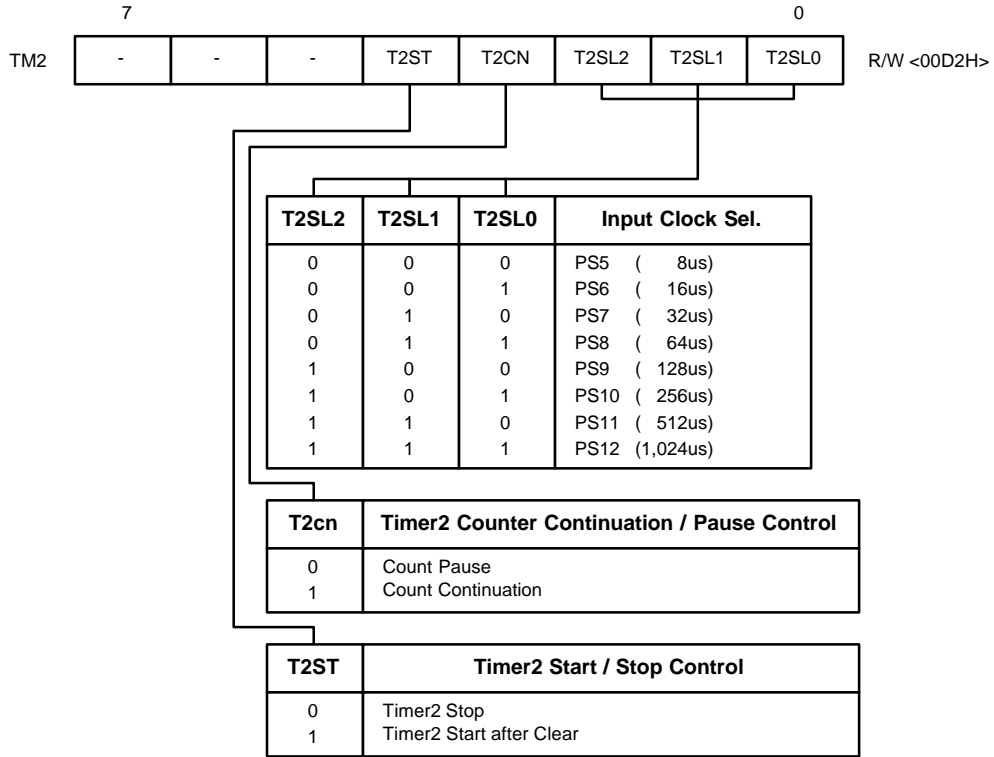 7 0
TM2 - - - T2ST T2CN T2SL2 T2SL1 T2SL0 R/W <00D2H>
T2SL2 T2SL1 T2SL0 Input Clock Sel.
0 0 0 PS5 ( 8us)
0 0 1 PS6 ( 16us)
0 1 0 PS7 ( 32us)
0 1 1 PS8 ( 64us)
1 0 0 PS9 ( 128us)
1 0 1 PS10 ( 256us)
1 1 0 PS11 ( 512us)
1 1 1 PS12 (1,024us)
T2cn Timer2 Counter Continuation / Pause Control
0 Count Pause
1 Count Continuation
T2ST Timer2 Start / Stop Control
0 Timer2 Stop
1 Timer2 Start after Clear